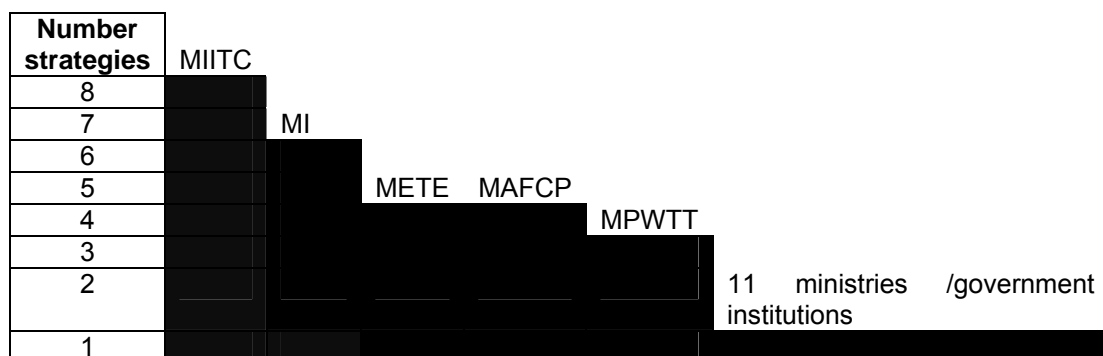 Number
strategies MIITC
8
7 MI
6
5 METE MAFCP
4 MPWTT
3
2 11 ministries /government
institutions
1